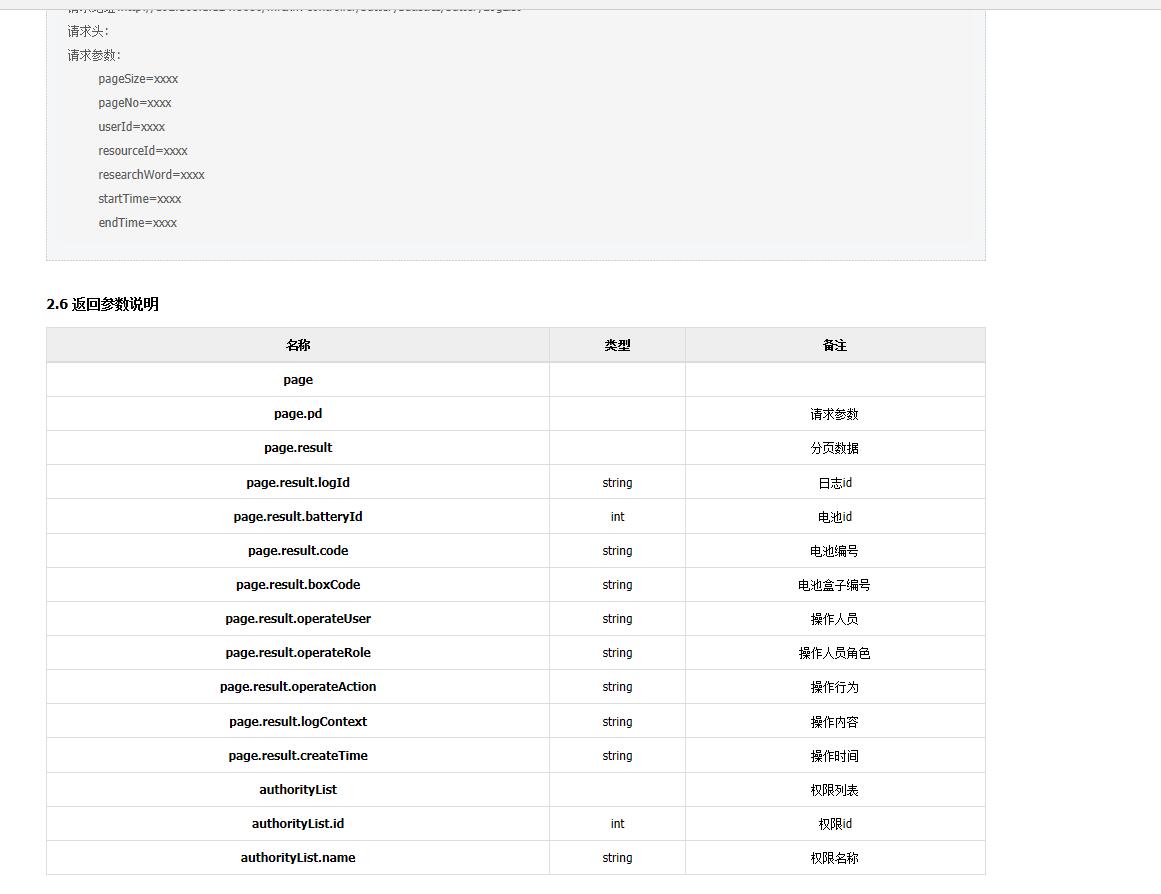 请求头:
请求参数:
pageSize=xxxx
pageNo=xxxx
userId=xxxx
resourceId=xxxx
researchWord=xxxx
startTime=xxxx
endTime=xxxx
2.6 返回参数说明
名称 类型 备注
page
page.pd 请求参数
page.result 分页数据
page.result.logId string 日志id
page.result.batteryId int 电池id
page.result.code string 电池编号
page.result.boxCode string 电池盒子编号
page.result.operateUser string 操作人员
page.result.operateRole string 操作人员角色
page.result.operateAction string 操作行为
page.result.logContext string 操作内容
page.result.createTime string 操作时间
authorityList 权限列表
authorityList.id int 权限id
authorityList.name string 权限名称